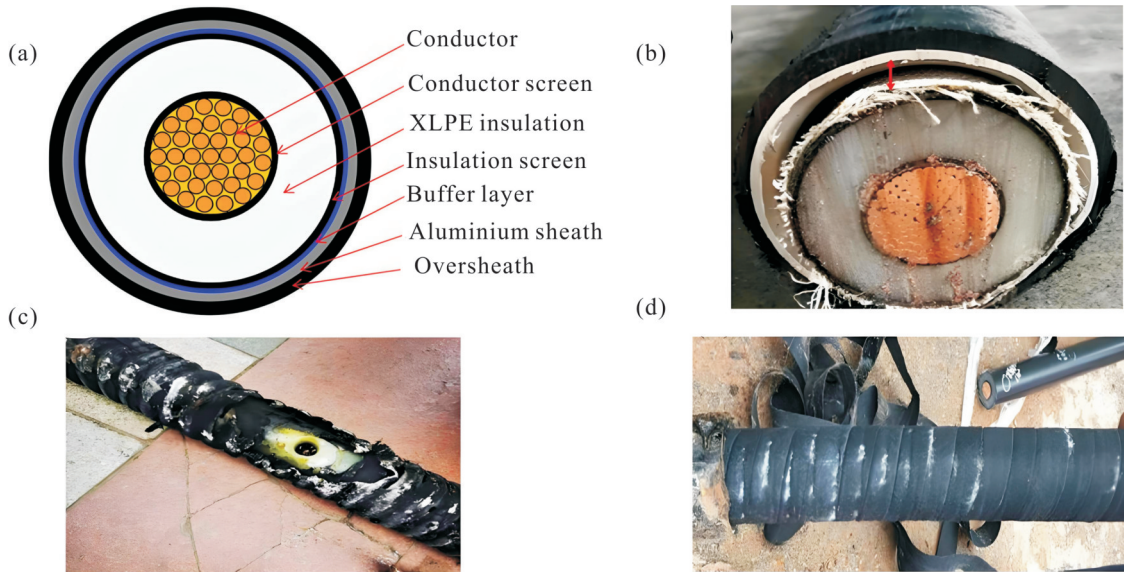 (a)
Conductor
Conductor screen
XLPE insulation
Insulation screen
Buffer layer
Aluminium sheath
Oversheath
(b)
(c)
(d)